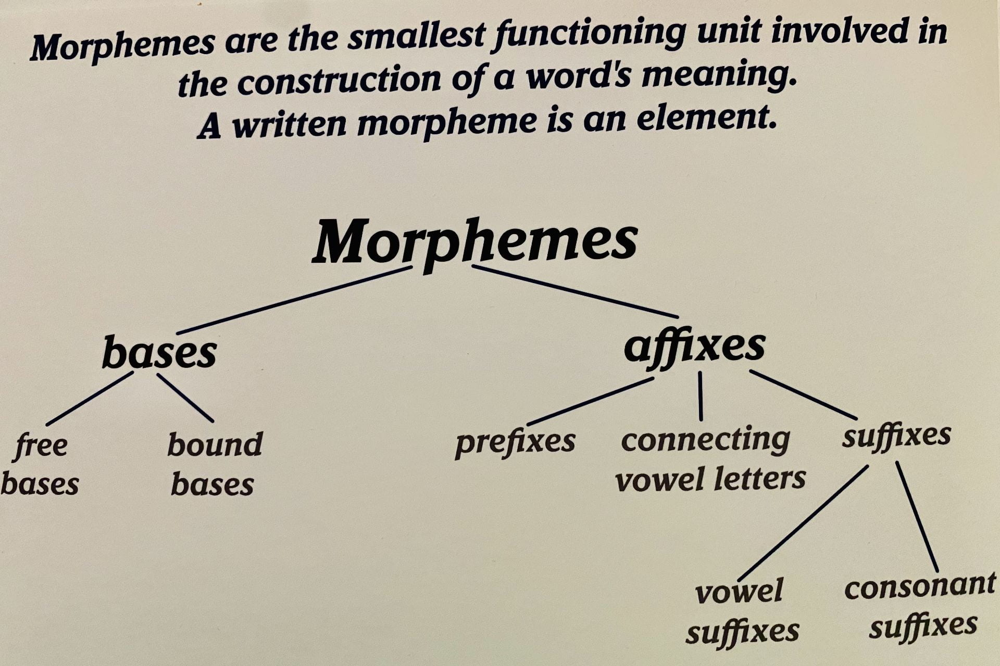 Morphemes are the smallest functioning unit involved in
the construction of a word's meaning.
A written morpheme is an element.
Morphemes
bases
affixes
free
bases
bound
bases
prefixes
connecting
vowel letters
suffixes
vowel
suffixes
consonant
suffixes